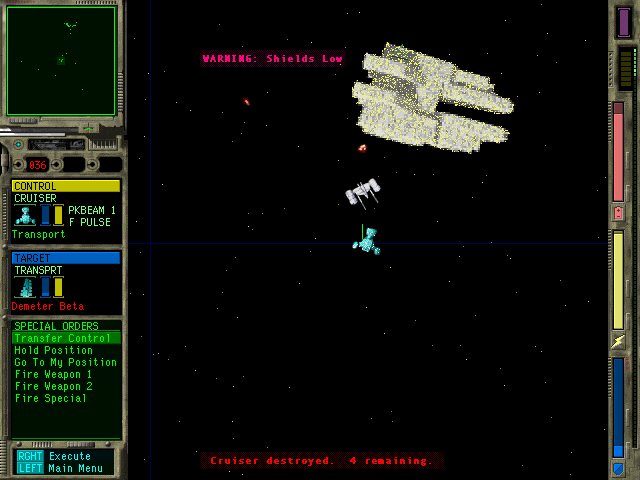 WARNING: Shields Low
036
CONTROL
CRUISER
PKBEAM 1
F PULSE
Transport
TARGET
TRANSPRT
Demeter Beta
SPECIAL ORDERS
Transfer Control
Hold Position
Go To My Position
Fire Weapon 1
Fire Weapon 2
Fire Special
RGHT Execute
LEFT Main Menu
Cruiser destroyed. 4 remaining.